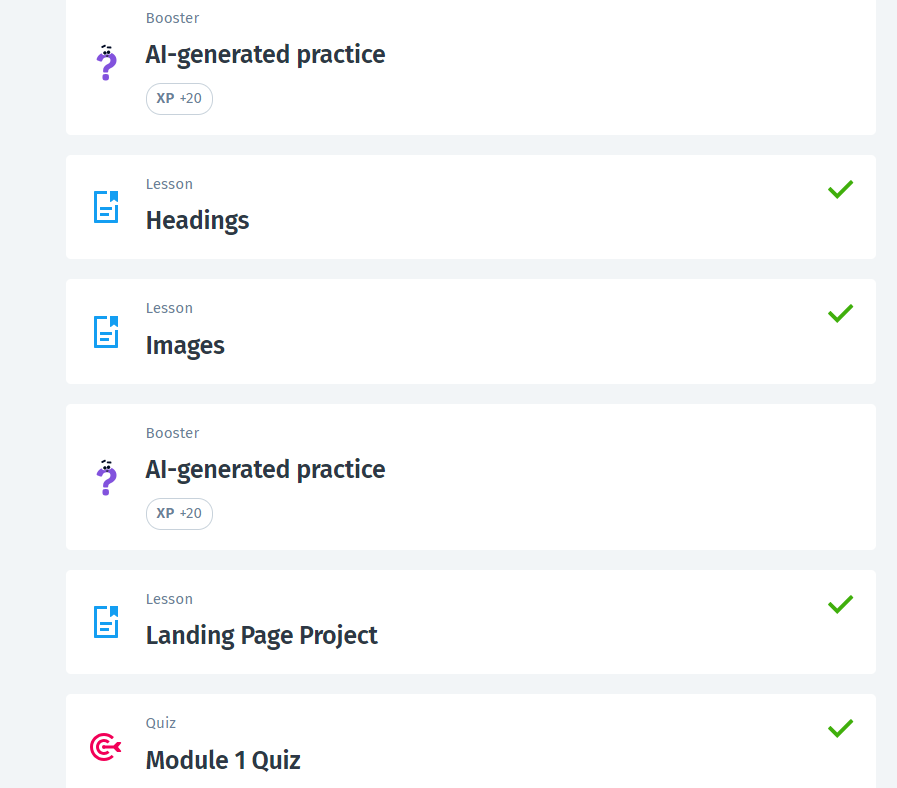 Booster
AI-generated practice
XP +20
Lesson
Headings
Lesson
Images
Booster
AI-generated practice
XP +20
Lesson
Landing Page Project
Quiz
Module 1 Quiz